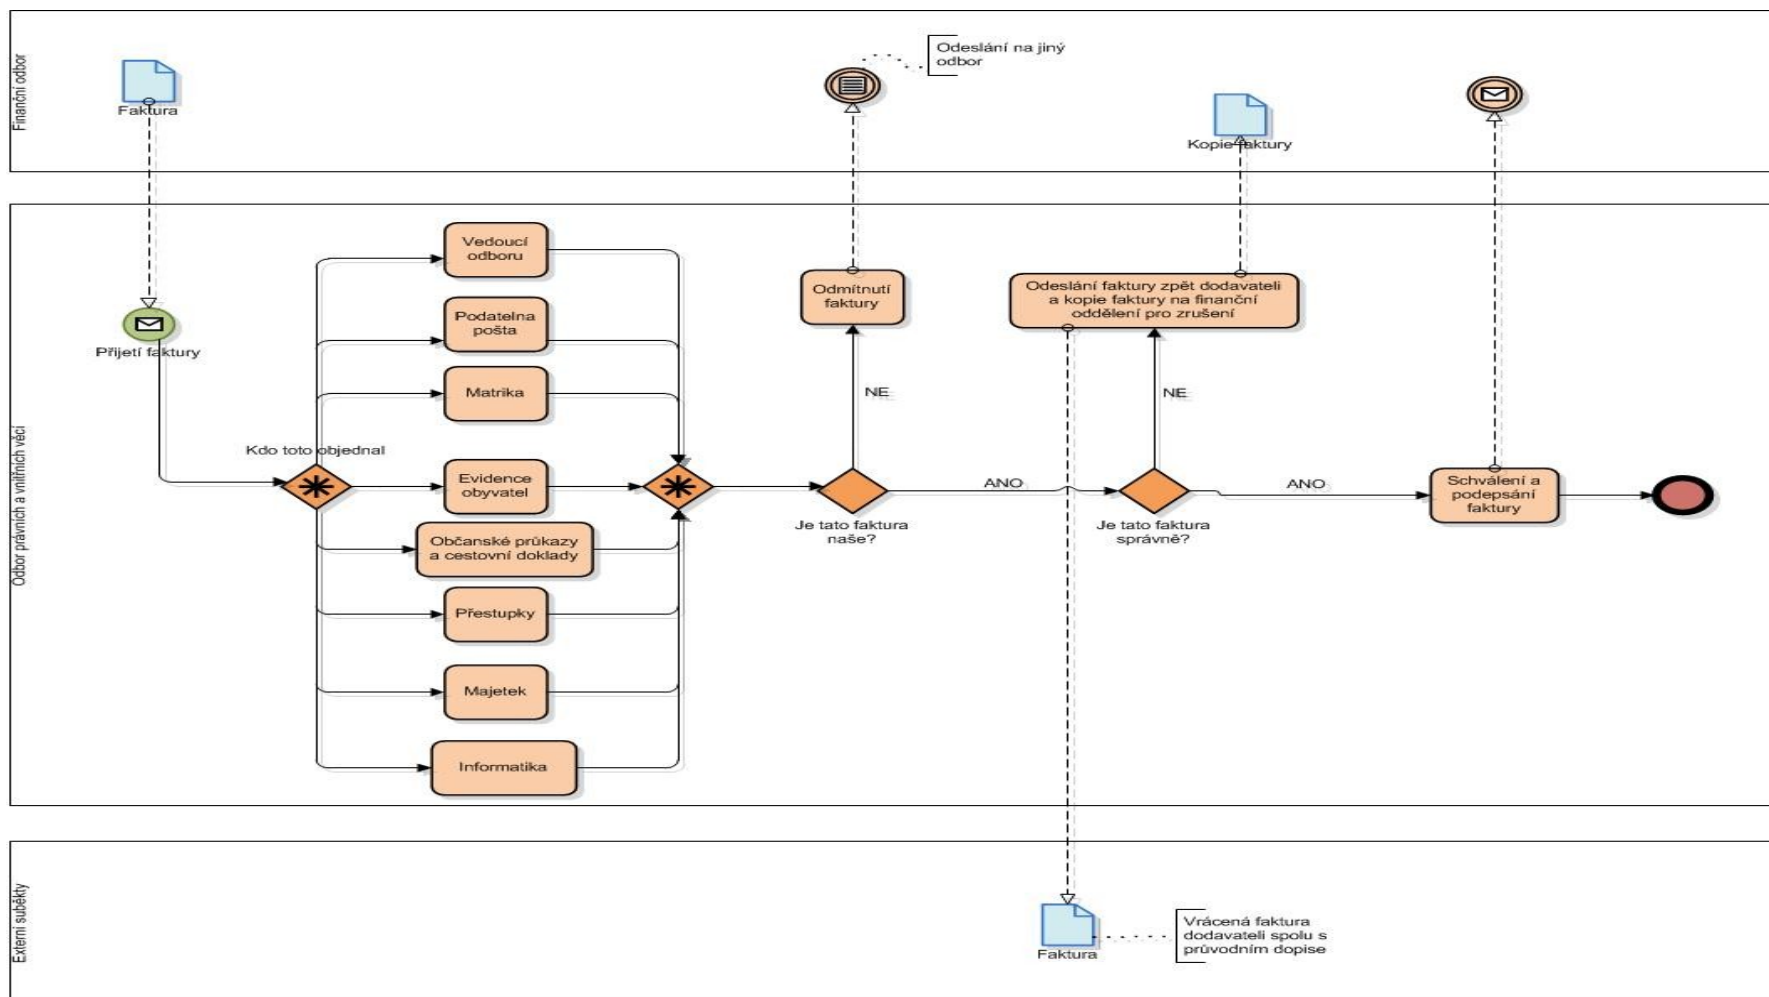 Finanční odbor
Faktura
Odeslání na jiný
odbor
Kopie faktury
Odbor právních a vnitřních věcí
Přijetí faktury
Kdo toto objednal
Vedoucí
odboru
Podatelna
pošta
Matrika
Evidence
obyvatel
Občanské průkazy
a cestovní doklady
Přestupky
Majetek
Informatika
Odmítnutí
faktury
NE
Je tato faktura
naše?
ANO
Odeslání faktury zpět dodavateli
a kopie faktury na finanční
oddělení pro zrušení
NE
Je tato faktura
správně?
ANO
Schválení a
podepsání
faktury
Externí suběkty
Faktura
Vrácená faktura
dodavateli spolu s
průvodním dopise